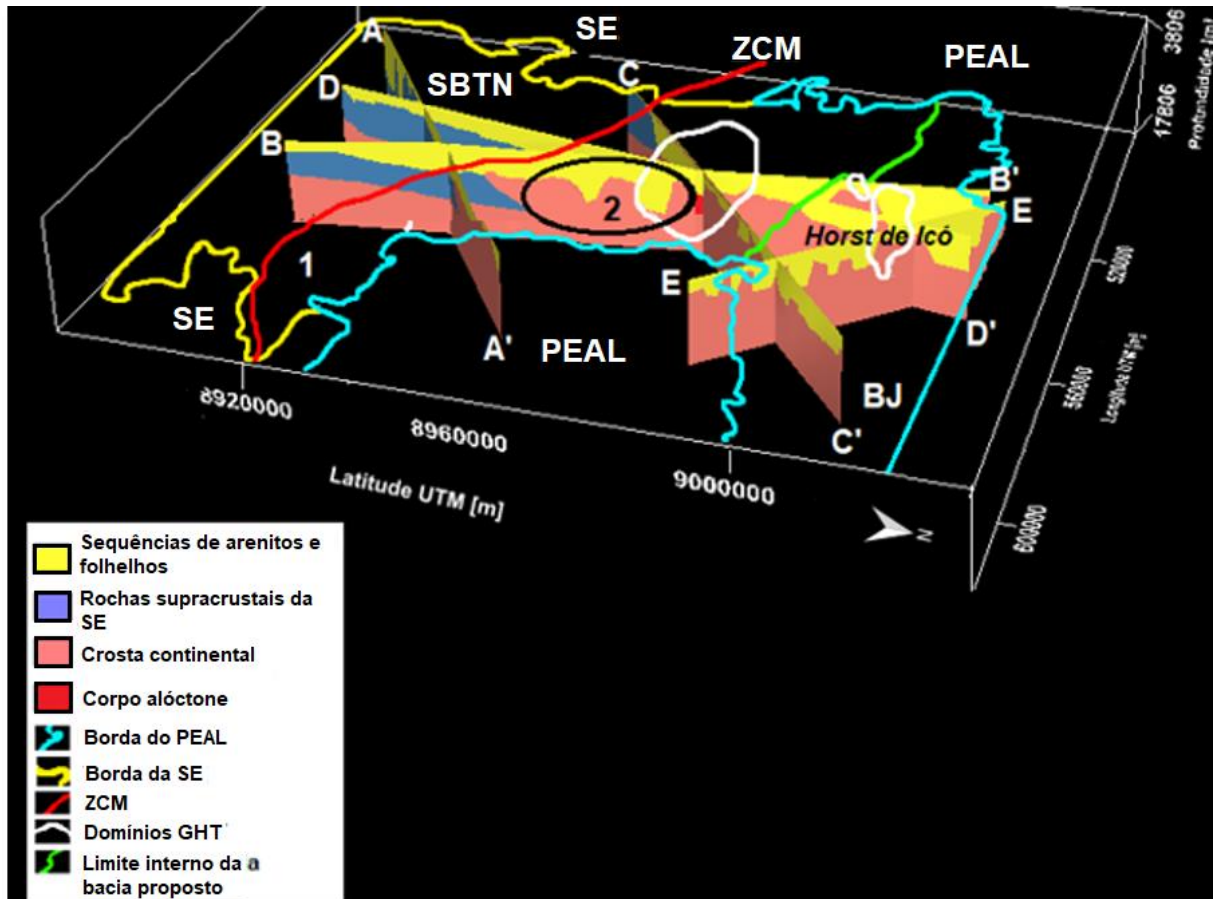 SE
ZCM
PEAL
3806
17806
Profundidade [m]
A
SBTN
C
D
B
B'
E
2
Horst de Icó
1
E
SE
A'
PEAL
D'
BJ
C'
520000
560000
Longitude UTM [m]
600000
8920000
8960000
9000000
Latitude UTM [m]
N
Sequências de arenitos e
folhelhos
Rochas supracrustais da
SE
Crosta continental
Corpo alóctone
Borda do PEAL
Borda da SE
ZCM
Domínios GHT
Limite interno da a
bacia proposto